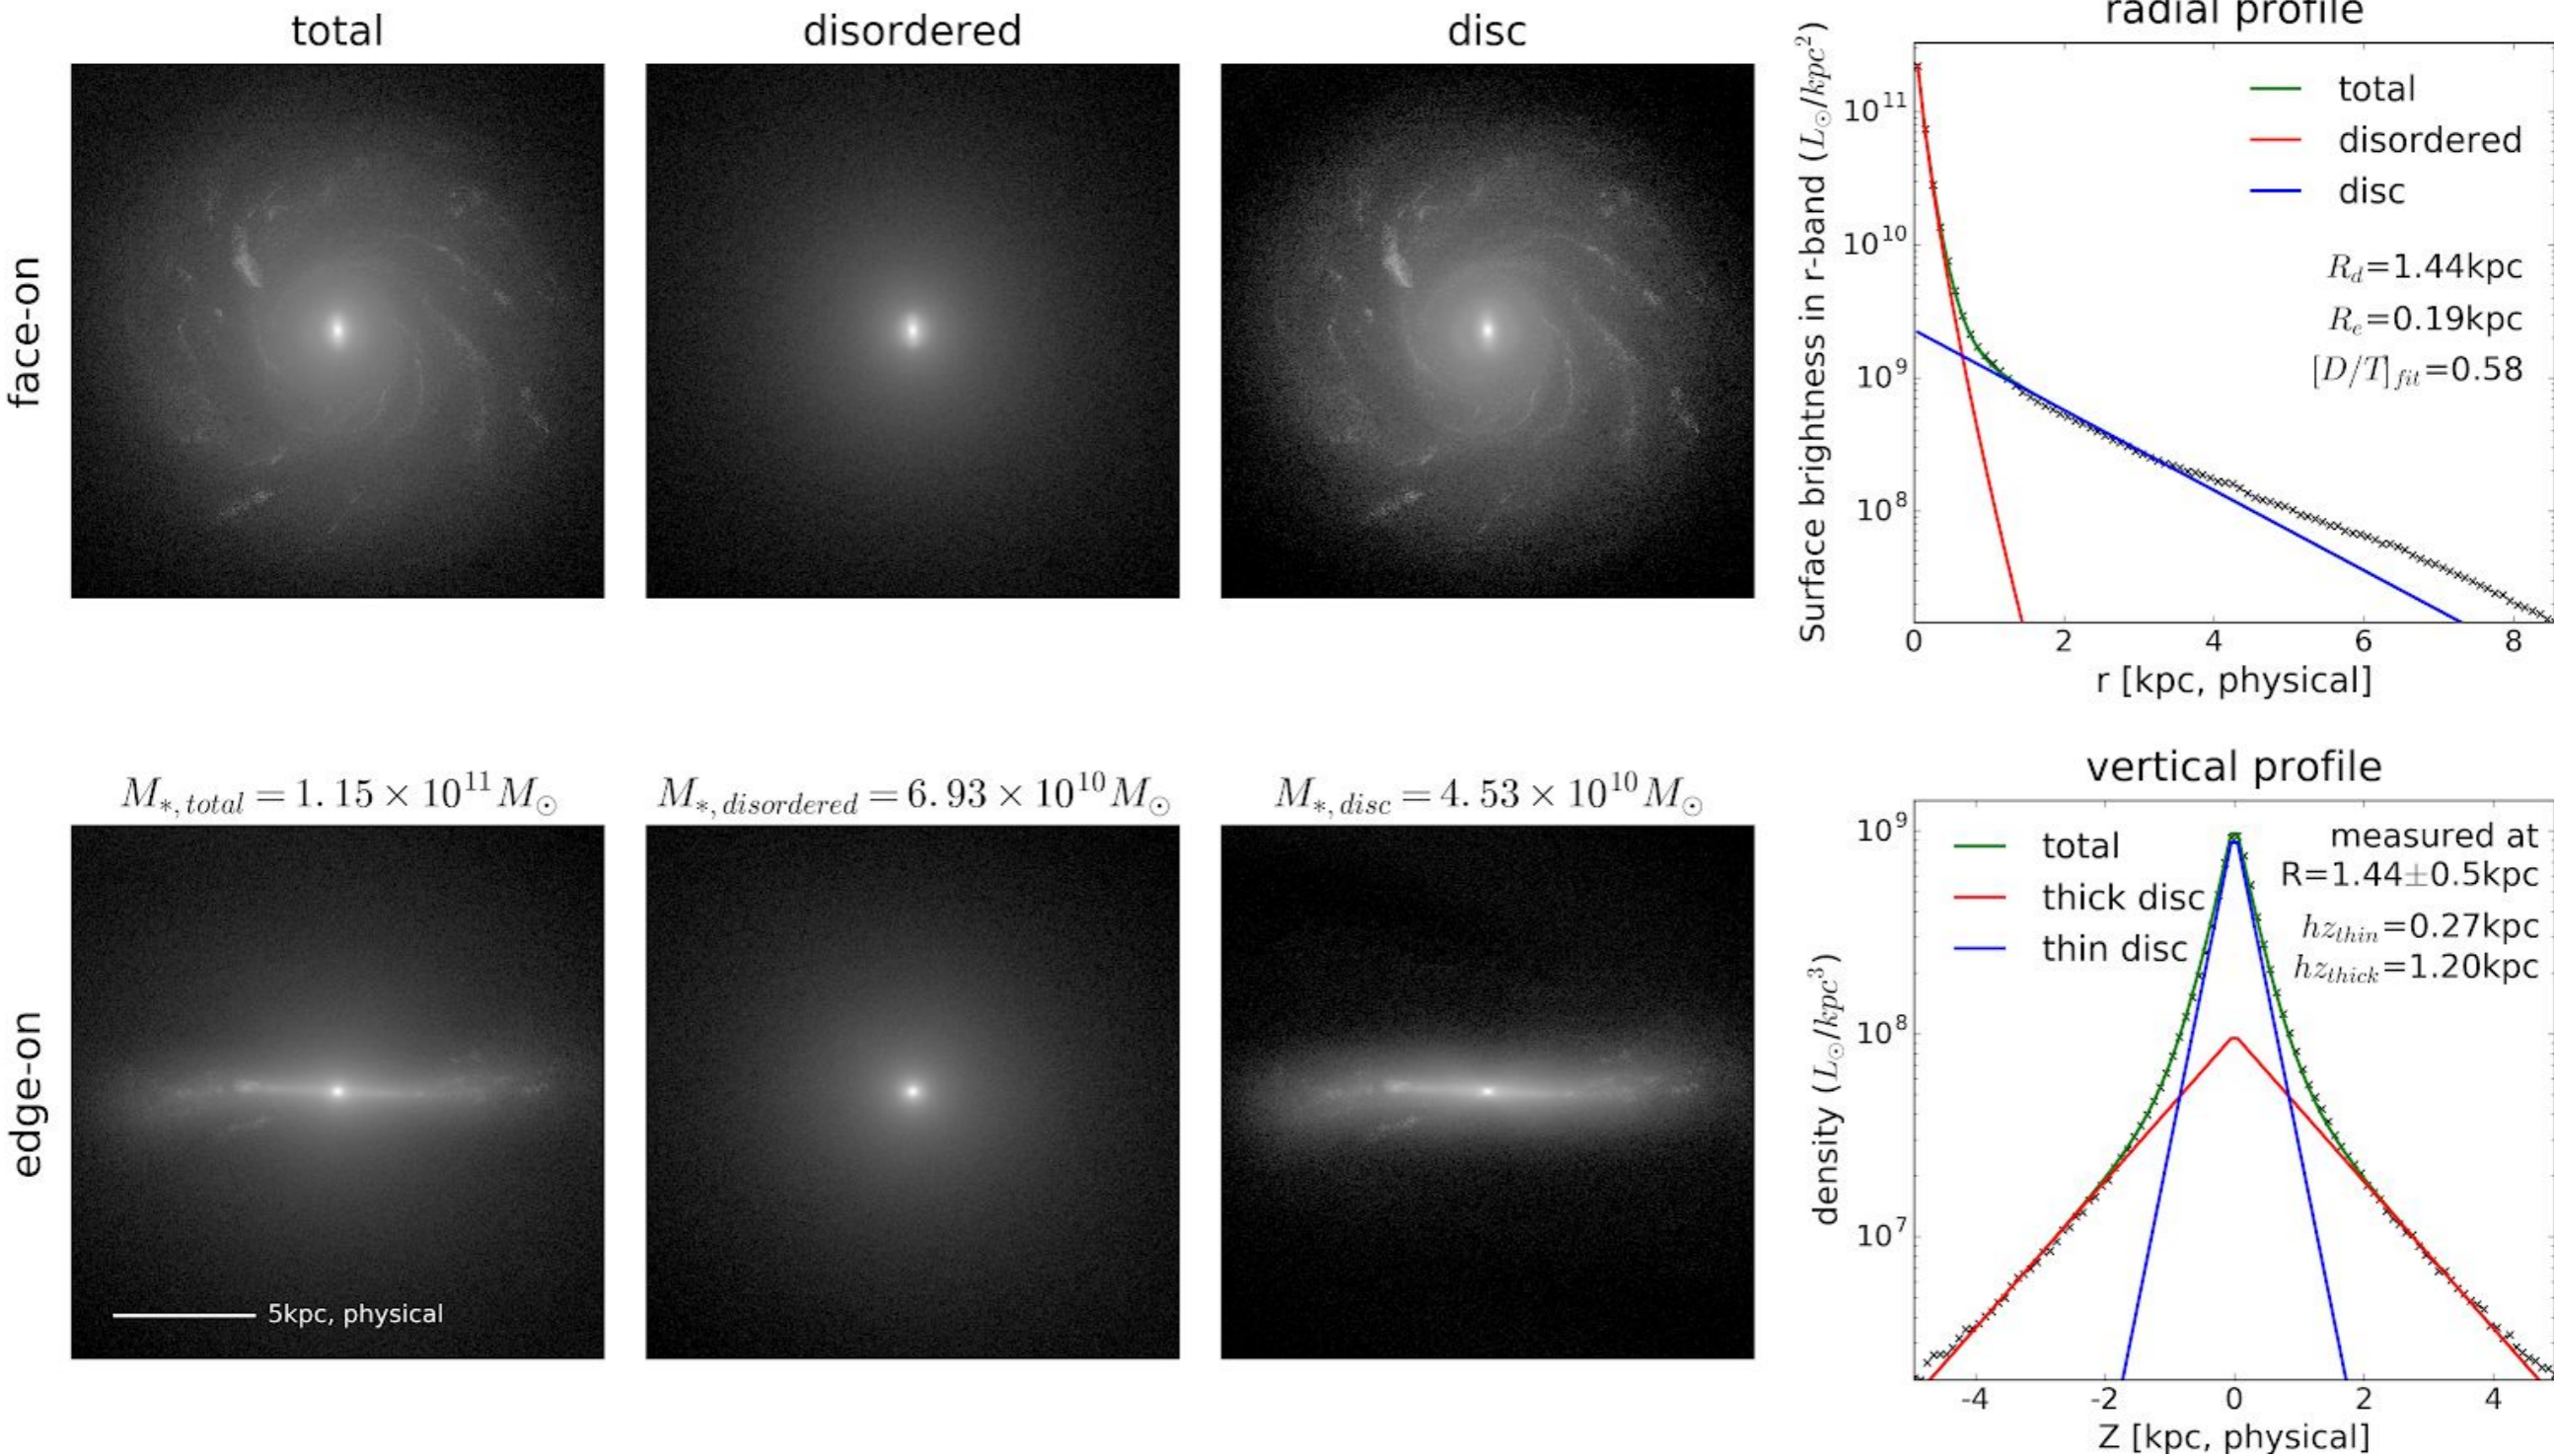 total
disordered
disc
radial profile
face-on
Surface brightness in r-band (L⊙/kpc²)
10¹¹
10¹⁰
10⁹
10⁸
total
disordered
disc
R_d=1.44kpc
R_e=0.19kpc
[D/T]_fit=0.58
0 2 4 6 8
r [kpc, physical]
M_*,total = 1.15 × 10¹¹ M⊙
M_*,disordered = 6.93 × 10¹⁰ M⊙
M_*,disc = 4.53 × 10¹⁰ M⊙
vertical profile
edge-on
5kpc, physical
density (L⊙/kpc³)
10⁹
10⁸
10⁷
total
thick disc
thin disc
measured at
R=1.44±0.5kpc
hz_thin=0.27kpc
hz_thick=1.20kpc
-4 -2 0 2 4
Z [kpc, physical]